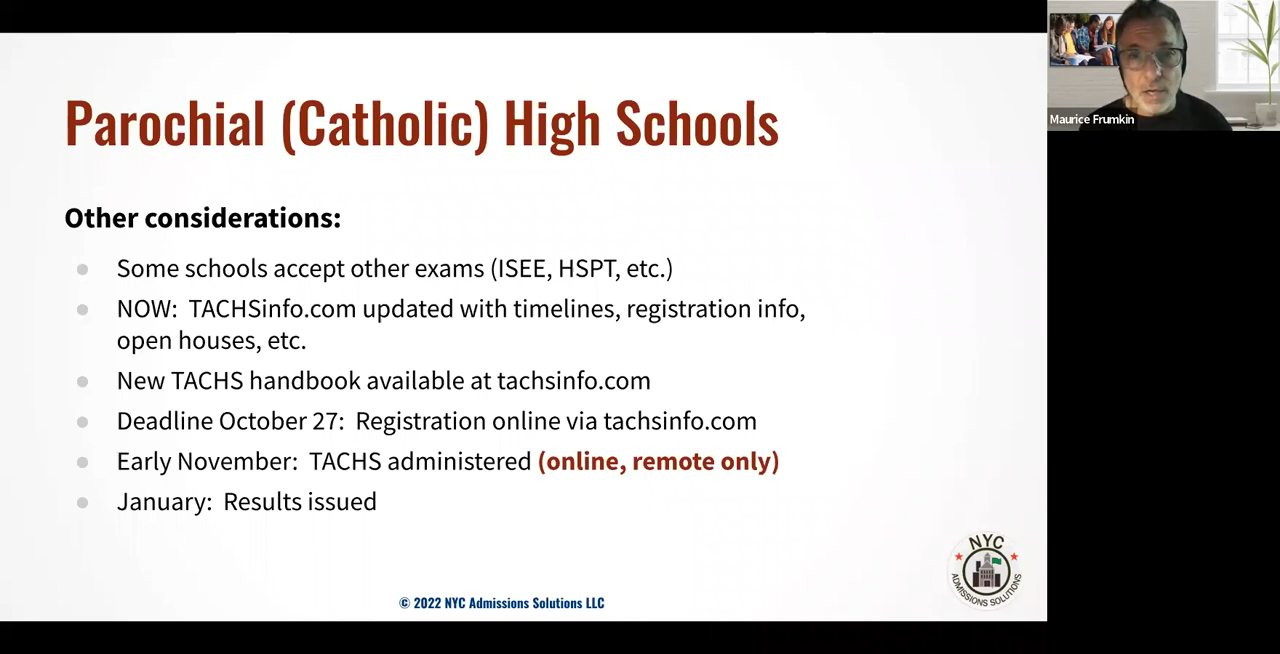 Parochial (Catholic) High Schools
Other considerations:
Some schools accept other exams (ISEE, HSPT, etc.)
NOW: TACHSinfo.com updated with timelines, registration info,
open houses, etc.
New TACHS handbook available at tachsinfo.com
Deadline October 27: Registration online via tachsinfo.com
Early November: TACHS administered (online, remote only)
January: Results issued
© 2022 NYC Admissions Solutions LLC
NYC
ADMISSIONS SOLUTIONS
Maurice Frumkin